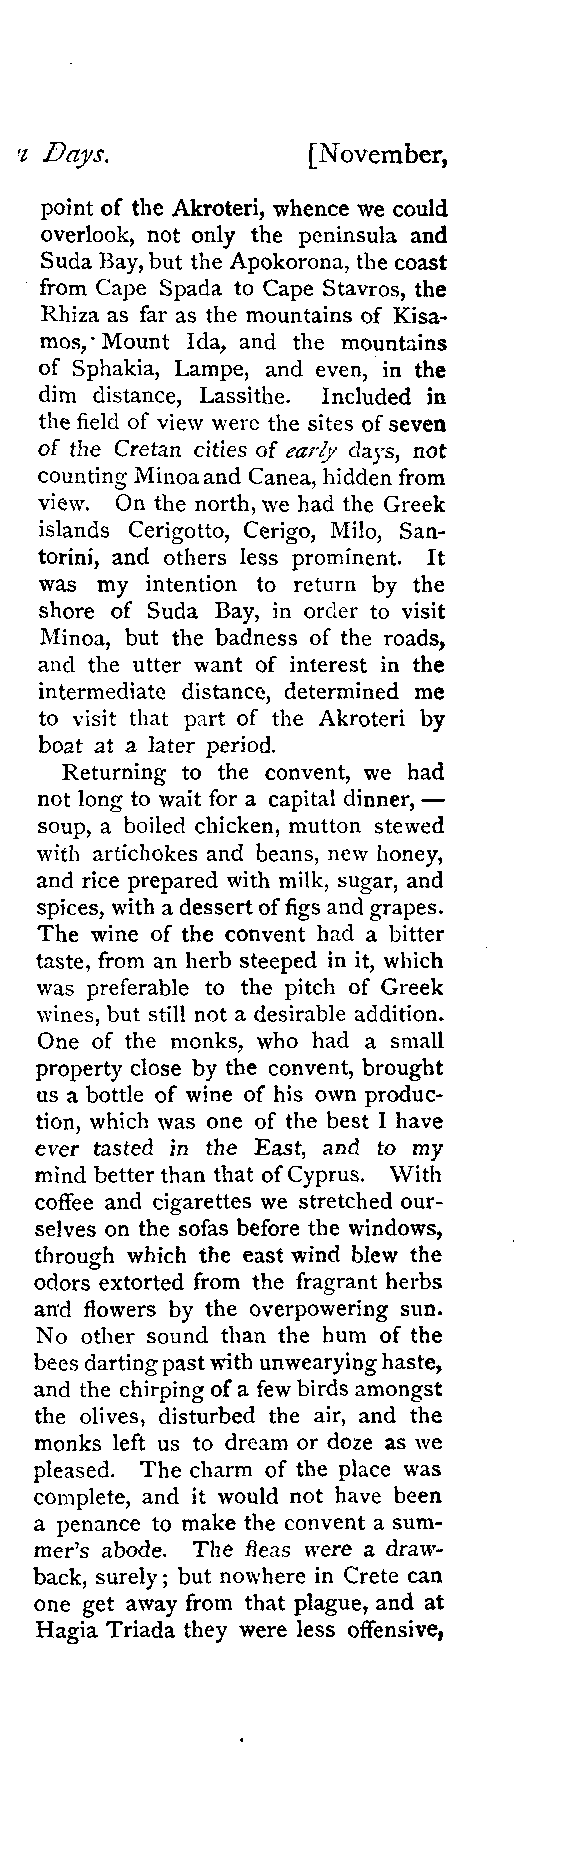 Days. [November,
point of the Akroteri, whence we could
overlook, not only the peninsula and
Suda Bay, but the Apokorona, the coast
from Cape Spada to Cape Stavros, the
Rhiza as far as the mountains of Kisa-
mos, Mount Ida, and the mountains
of Sphakia, Lampe, and even, in the
dim distance, Lassithe. Included in
the field of view were the sites of seven
of the Cretan cities of early days, not
counting Minoa and Canea, hidden from
view. On the north, we had the Greek
islands Cerigotto, Cerigo, Milo, San-
torini, and others less prominent. It
was my intention to return by the
shore of Suda Bay, in order to visit
Minoa, but the badness of the roads,
and the utter want of interest in the
intermediate distance, determined me
to visit that part of the Akroteri by
boat at a later period.
Returning to the convent, we had
not long to wait for a capital dinner, —
soup, a boiled chicken, mutton stewed
with artichokes and beans, new honey,
and rice prepared with milk, sugar, and
spices, with a dessert of figs and grapes.
The wine of the convent had a bitter
taste, from an herb steeped in it, which
was preferable to the pitch of Greek
wines, but still not a desirable addition.
One of the monks, who had a small
property close by the convent, brought
us a bottle of wine of his own produc-
tion, which was one of the best I have
ever tasted in the East, and to my
mind better than that of Cyprus. With
coffee and cigarettes we stretched our-
selves on the sofas before the windows,
through which the east wind blew the
odors extorted from the fragrant herbs
and flowers by the overpowering sun.
No other sound than the hum of the
bees darting past with unwearying haste,
and the chirping of a few birds amongst
the olives, disturbed the air, and the
monks left us to dream or doze as we
pleased. The charm of the place was
complete, and it would not have been
a penance to make the convent a sum-
mer's abode. The fleas were a draw-
back, surely; but nowhere in Crete can
one get away from that plague, and at
Hagia Triada they were less offensive,